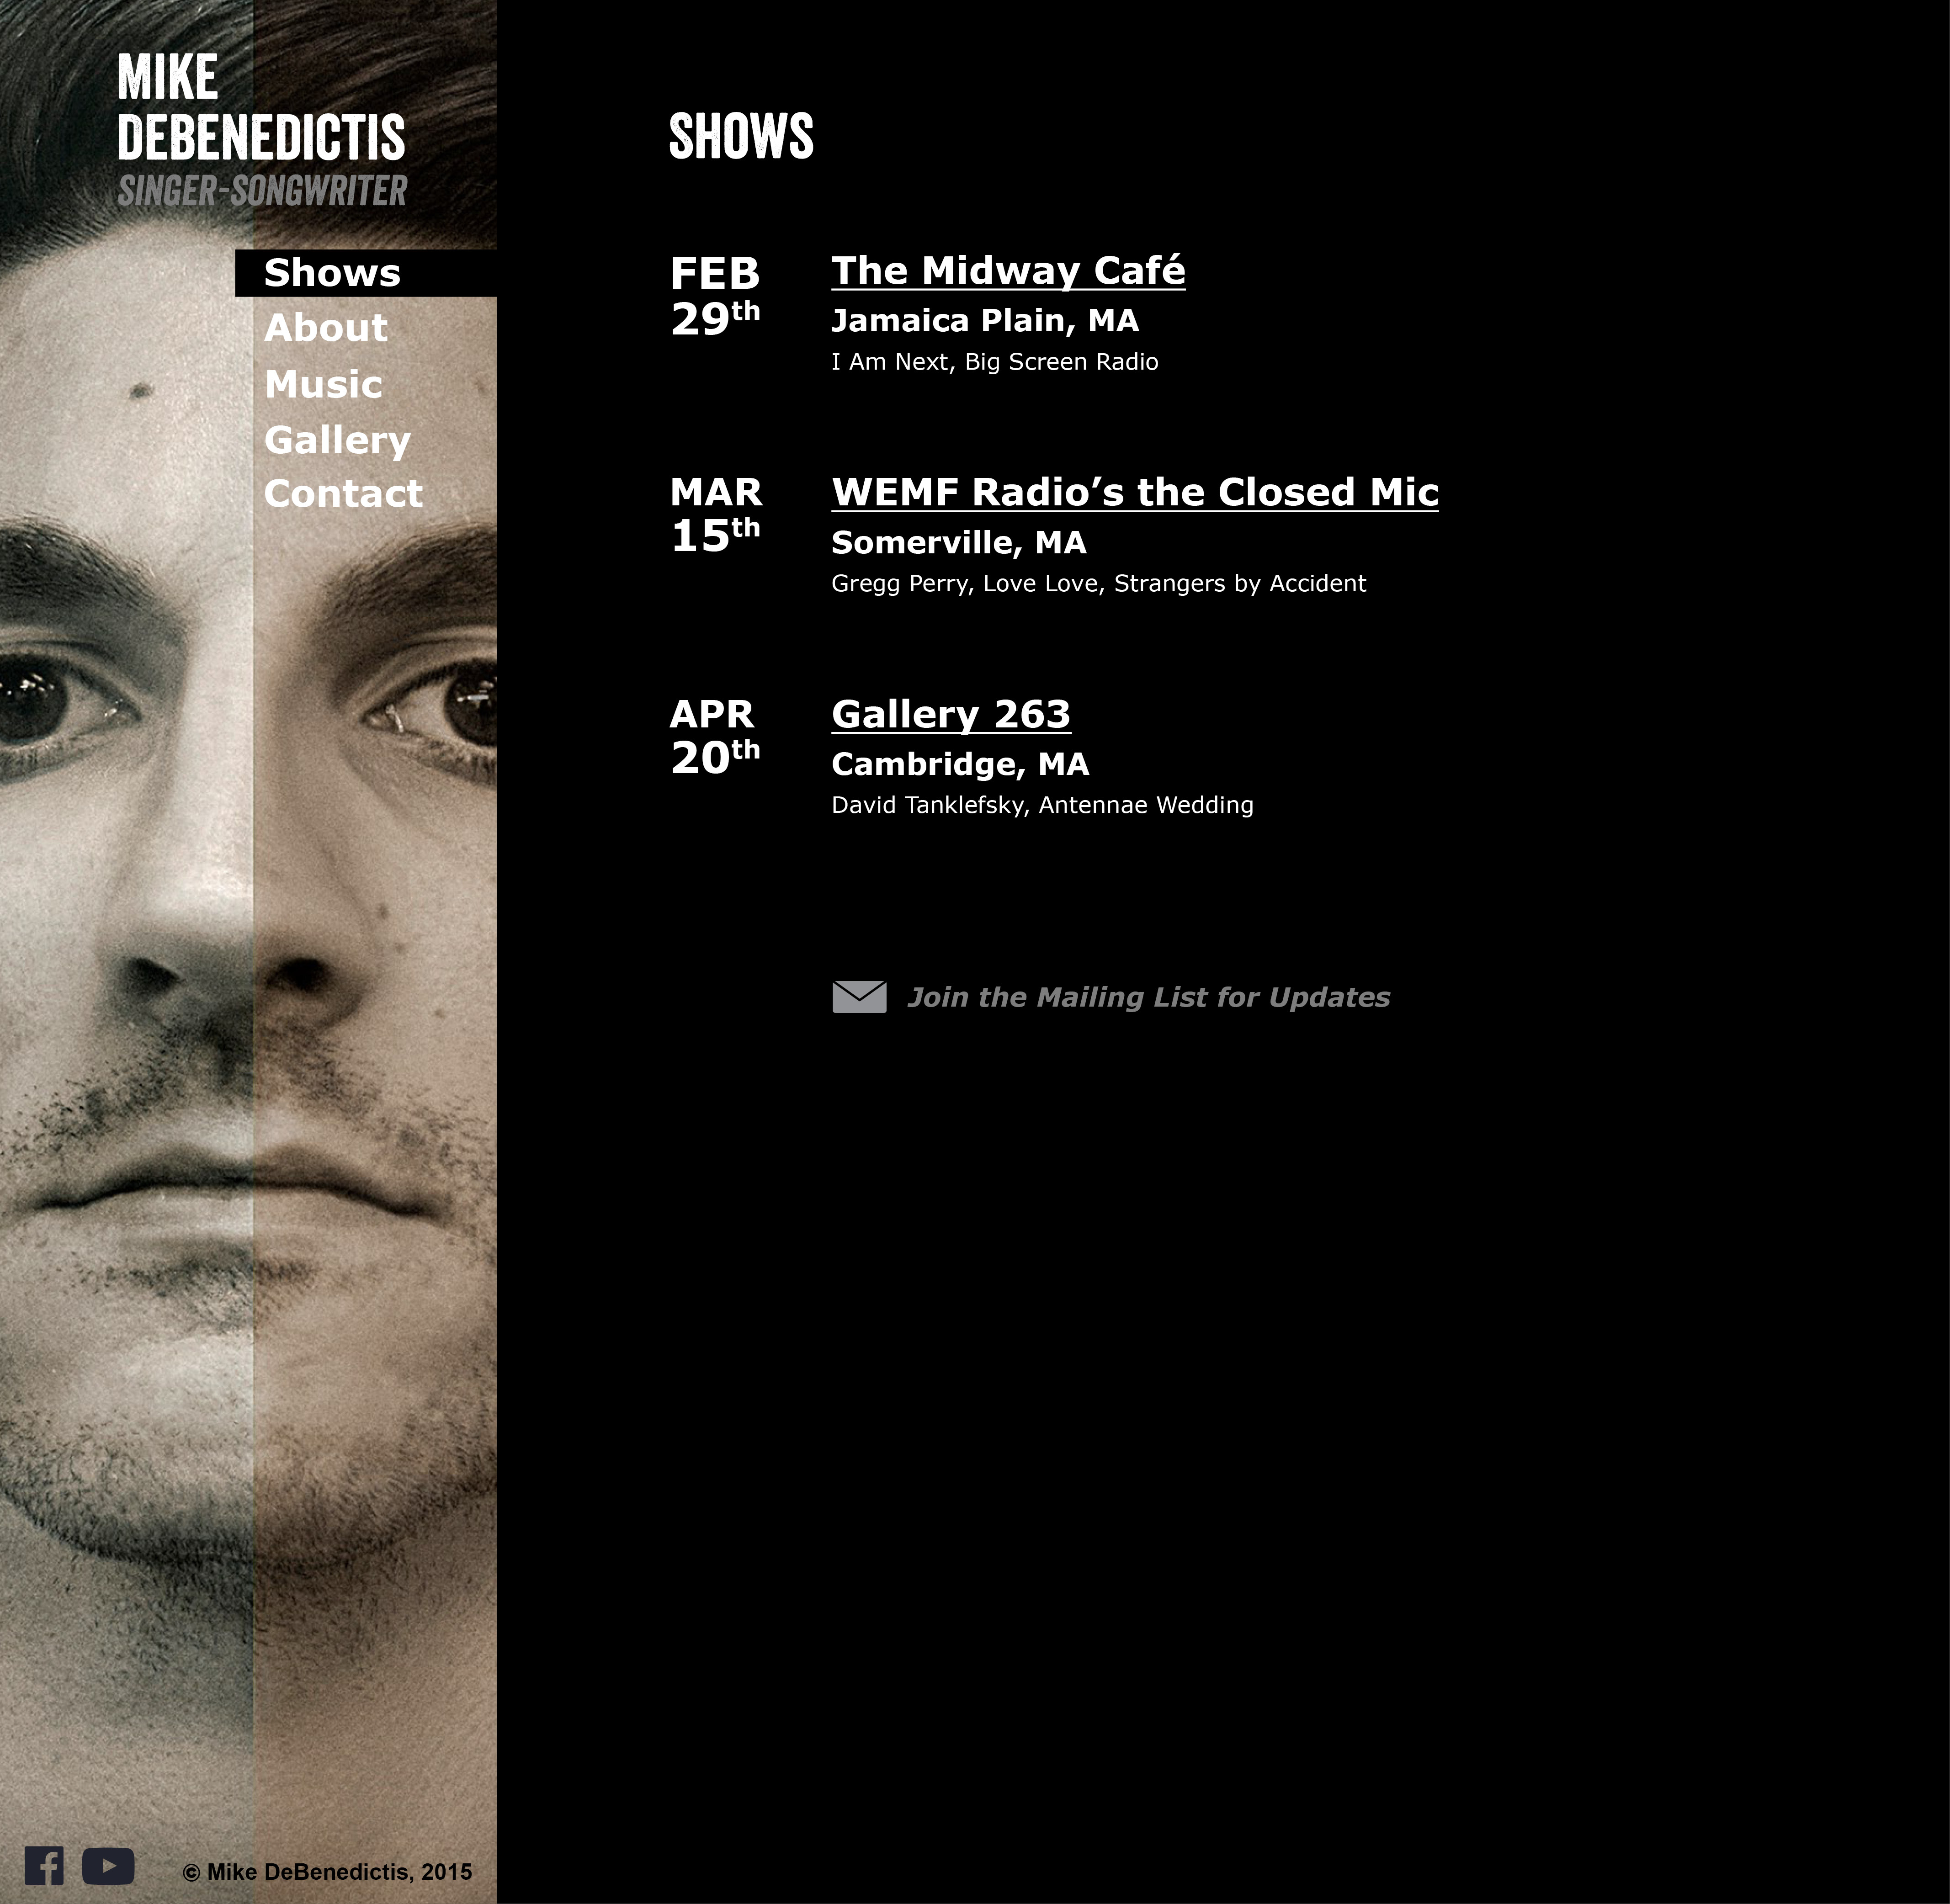 MIKE
DEBENEDICTIS
SINGER-SONGWRITER
Shows
About
Music
Gallery
Contact
SHOWS
FEB
29th
The Midway Café
Jamaica Plain, MA
I Am Next, Big Screen Radio
MAR
15th
WEMF Radio’s the Closed Mic
Somerville, MA
Gregg Perry, Love Love, Strangers by Accident
APR
20th
Gallery 263
Cambridge, MA
David Tanklefsky, Antennae Wedding
Join the Mailing List for Updates
© Mike DeBenedictis, 2015